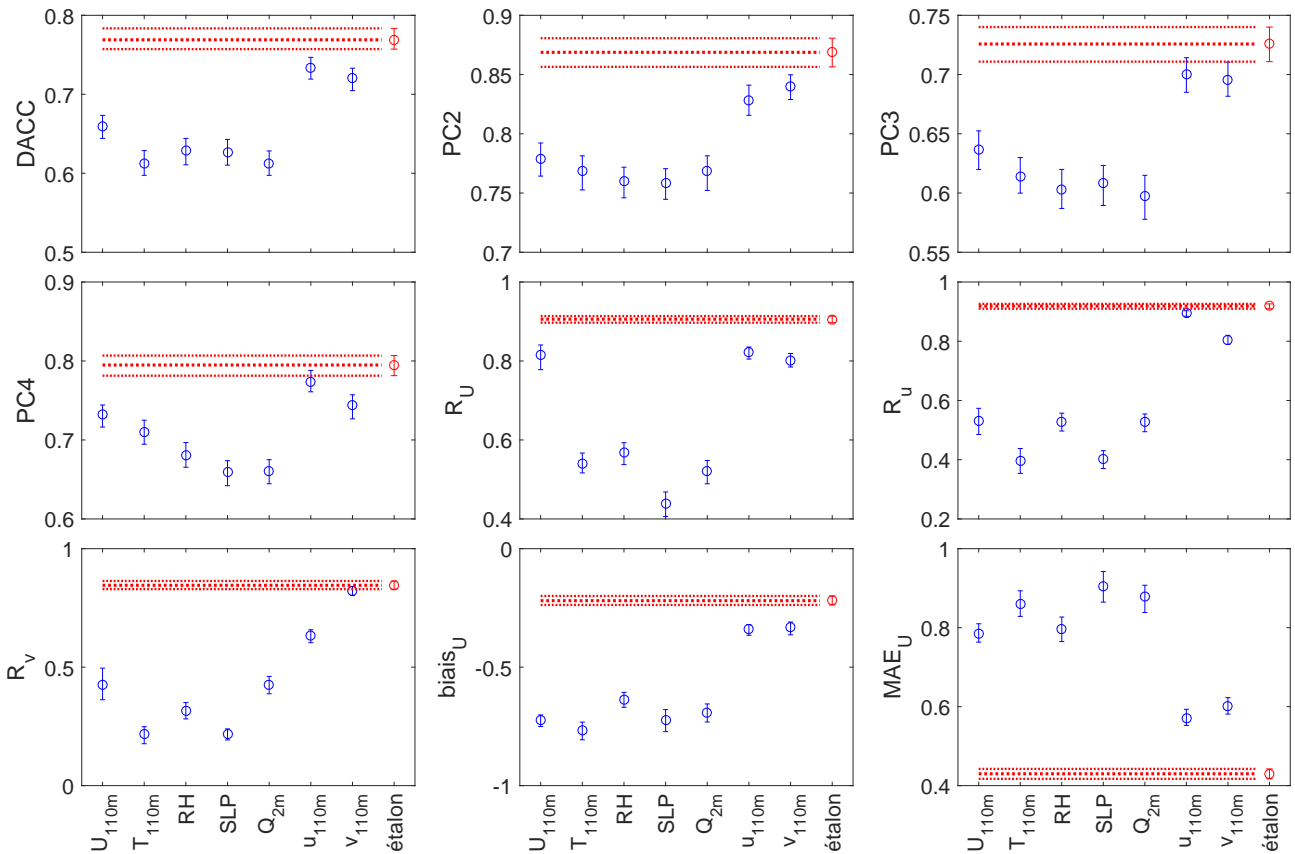 0.8
0.7
0.6
0.5
DACC
0.9
0.85
0.8
0.75
0.7
PC2
0.75
0.7
0.65
0.6
0.55
PC3
0.9
0.8
0.7
0.6
PC4
1
0.8
0.6
0.4
R_U
1
0.8
0.6
0.4
0.2
R_u
1
0.5
0
R_v
U_110m
T_110m
RH
SLP
Q_2m
u_110m
v_110m
étalon
-0
-0.5
-1
biais_U
U_110m
T_110m
RH
SLP
Q_2m
u_110m
v_110m
étalon
1
0.8
0.6
0.4
MAE_U
U_110m
T_110m
RH
SLP
Q_2m
u_110m
v_110m
étalon